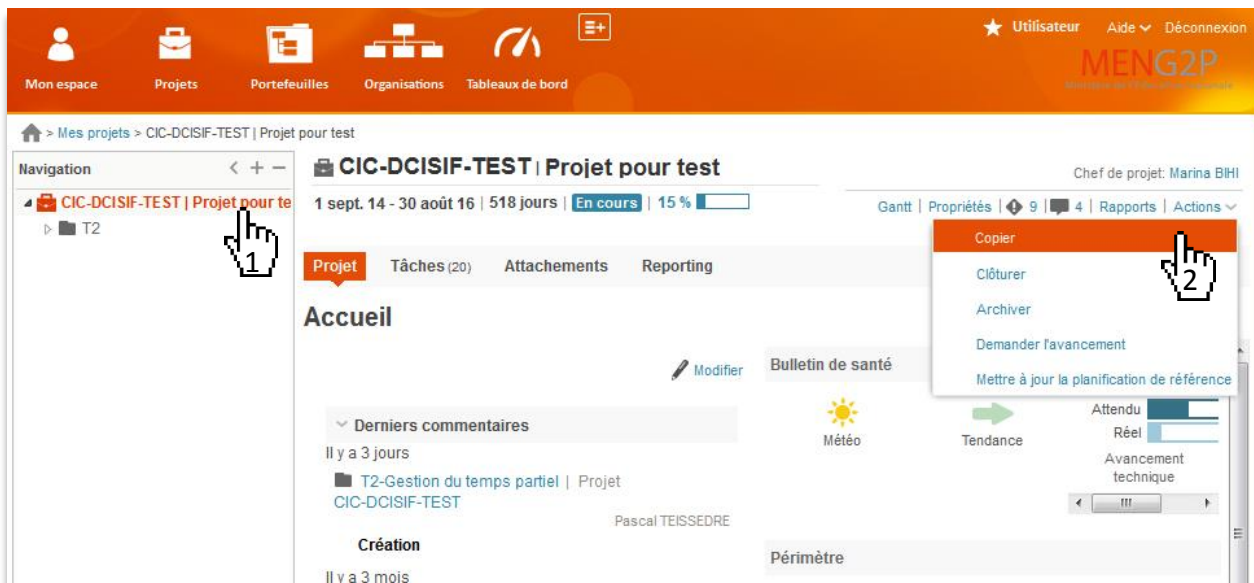 Utilisateur Aide Déconnexion
MENG2P
Mon espace Projets Portefeuilles Organisations Tableaux de bord
> Mes projets > CIC-DCISIF-TEST | Projet pour test
Navigation < + −
CIC-DCISIF-TEST | Projet pour te
T2
1
CIC-DCISIF-TEST | Projet pour test
Chef de projet: Marina BIHI
1 sept. 14 - 30 août 16 | 518 jours | En cours | 15 %
Gantt | Propriétés | 9 | 4 | Rapports | Actions
Copier
2
Clôturer
Archiver
Demander l'avancement
Mettre à jour la planification de référence
Projet Tâches (20) Attachements Reporting
Accueil
Modifier
Derniers commentaires
Il y a 3 jours
T2-Gestion du temps partiel | Projet
CIC-DCISIF-TEST
Pascal TEISSEDRE
Création
Il y a 3 mois
Bulletin de santé
Météo
Tendance
Attendu
Réel
Avancement
technique
Périmètre